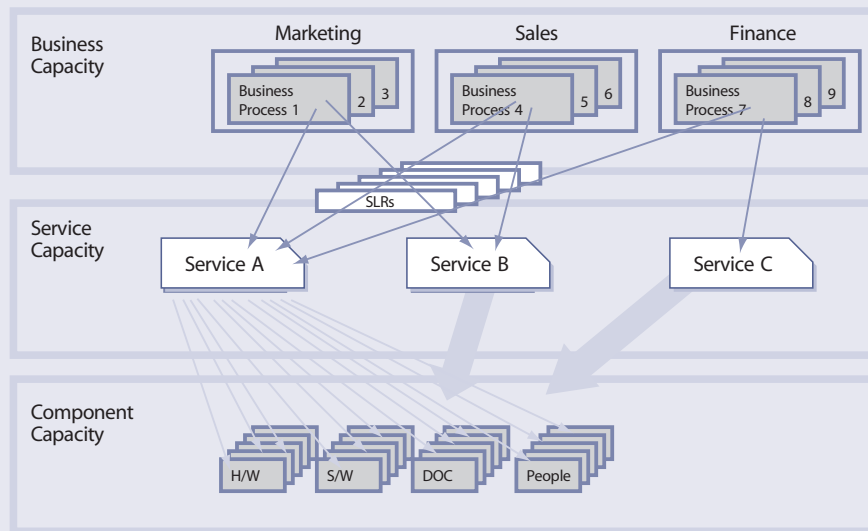 Business
Capacity
Marketing
Sales
Finance
Business
Process 1
2
3
Business
Process 4
5
6
Business
Process 7
8
9
SLRs
Service
Capacity
Service A
Service B
Service C
Component
Capacity
H/W
S/W
DOC
People